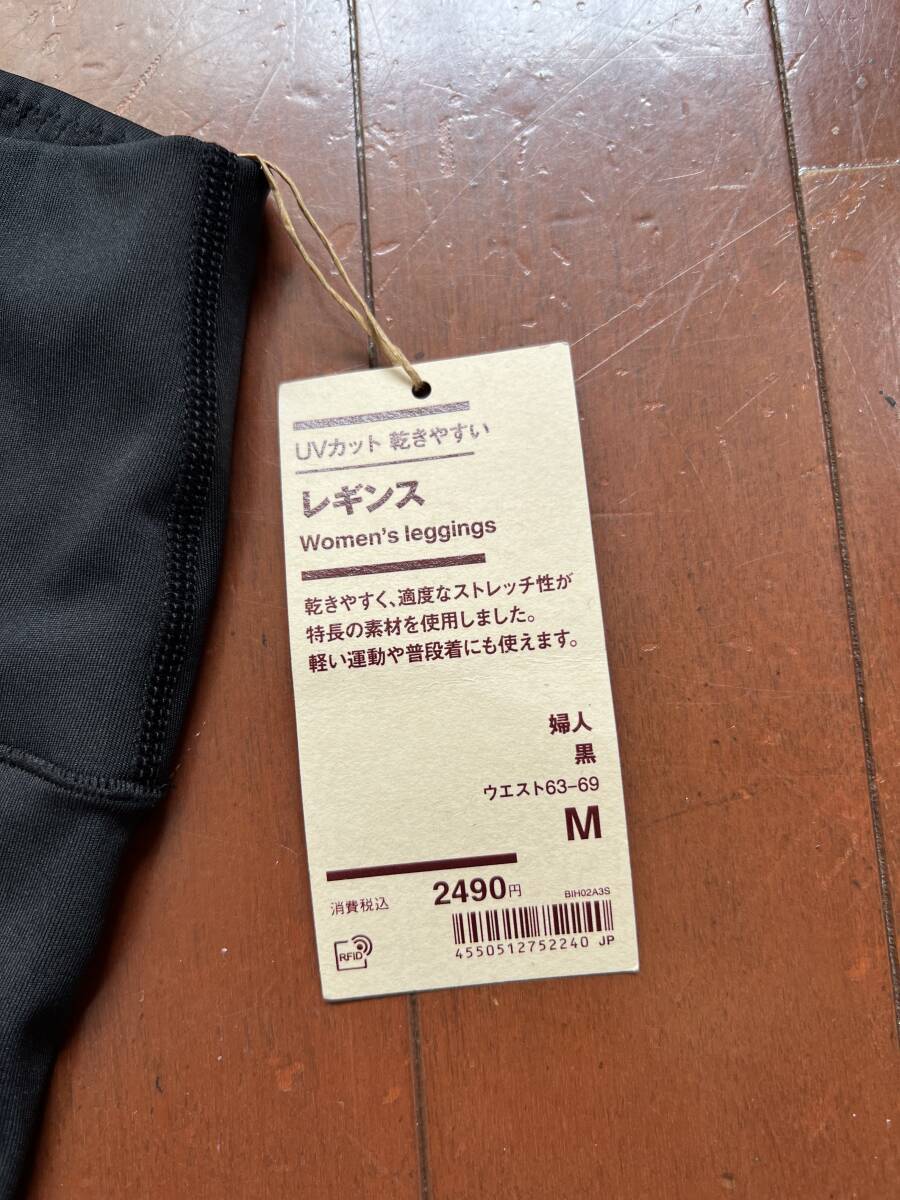 UVカット 乾きやすい
レギンス
Women's leggings
乾きやすく、適度なストレッチ性が
特長の素材を使用しました。
軽い運動や普段着にも使えます。
婦人
黒
ウエスト63-69
M
消費税込 2490円
BIH02A3S
4550512752240 JP
RFID